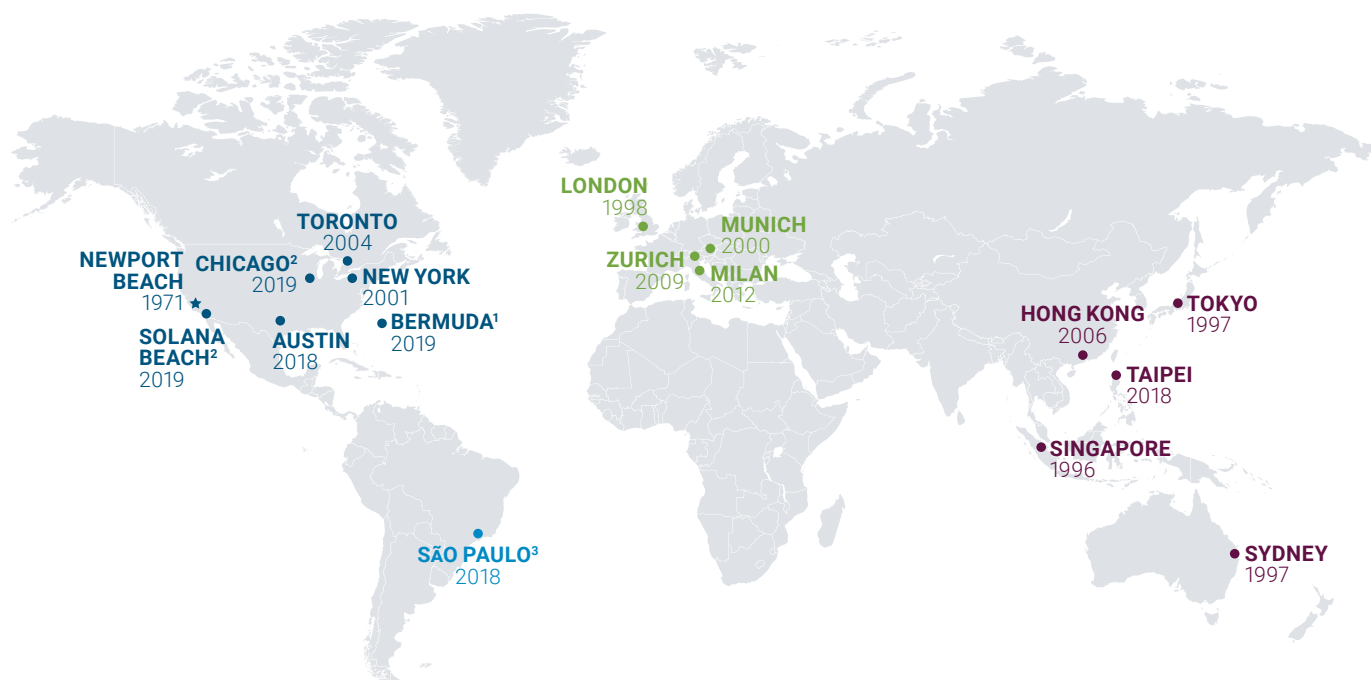 TORONTO
2004
NEWPORT
BEACH
1971
CHICAGO²
2019
NEW YORK
2001
SOLANA
BEACH²
2019
AUSTIN
2018
BERMUDA¹
2019
SÃO PAULO³
2018
LONDON
1998
MUNICH
2000
ZURICH
2009
MILAN
2012
HONG KONG
2006
TOKYO
1997
TAIPEI
2018
SINGAPORE
1996
SYDNEY
1997